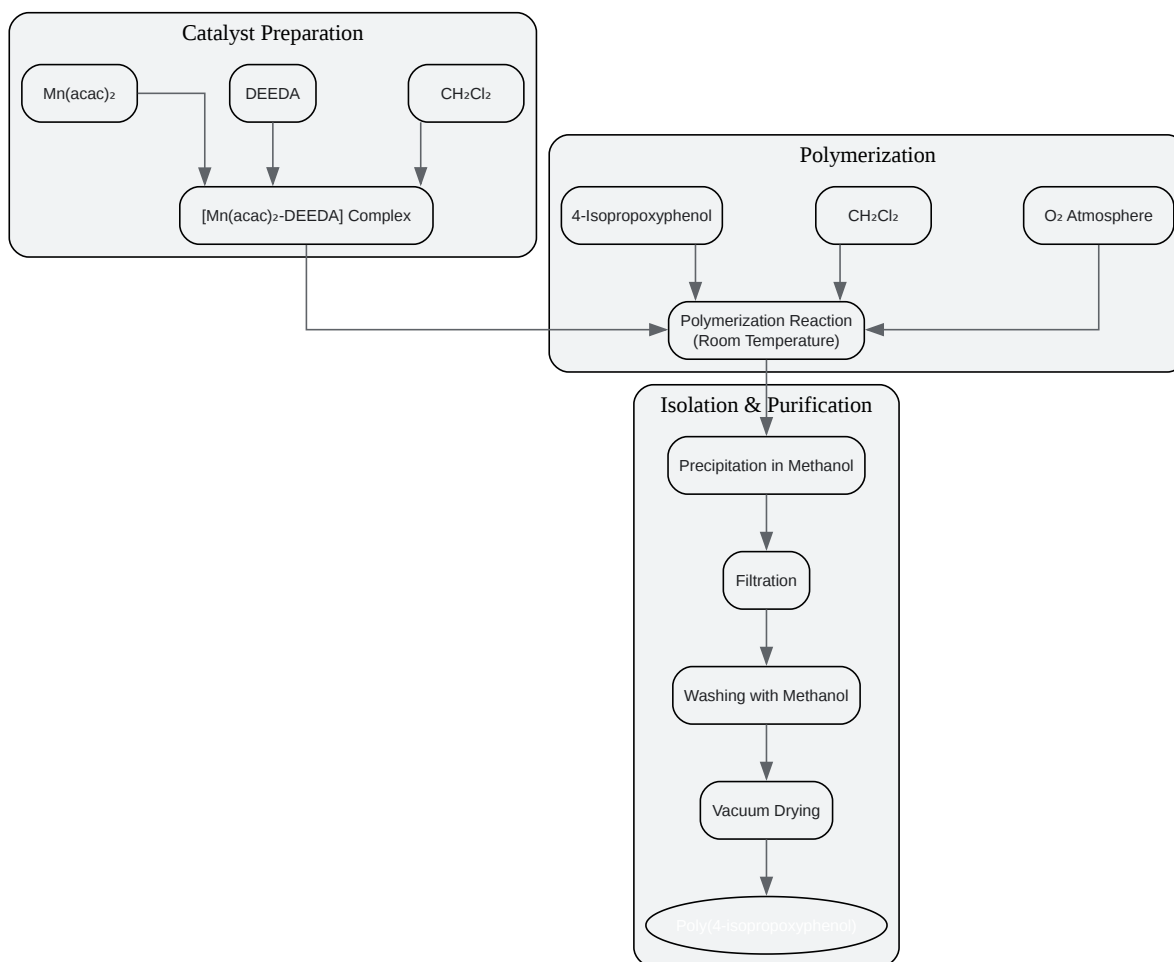 Catalyst Preparation
Mn(acac)₂
DEEDA
CH₂Cl₂
[Mn(acac)₂-DEEDA] Complex
Polymerization
4-Isopropoxyphenol
CH₂Cl₂
O₂ Atmosphere
Polymerization Reaction
(Room Temperature)
Isolation & Purification
Precipitation in Methanol
Filtration
Washing with Methanol
Vacuum Drying
Poly(4-isopropoxyphenol)